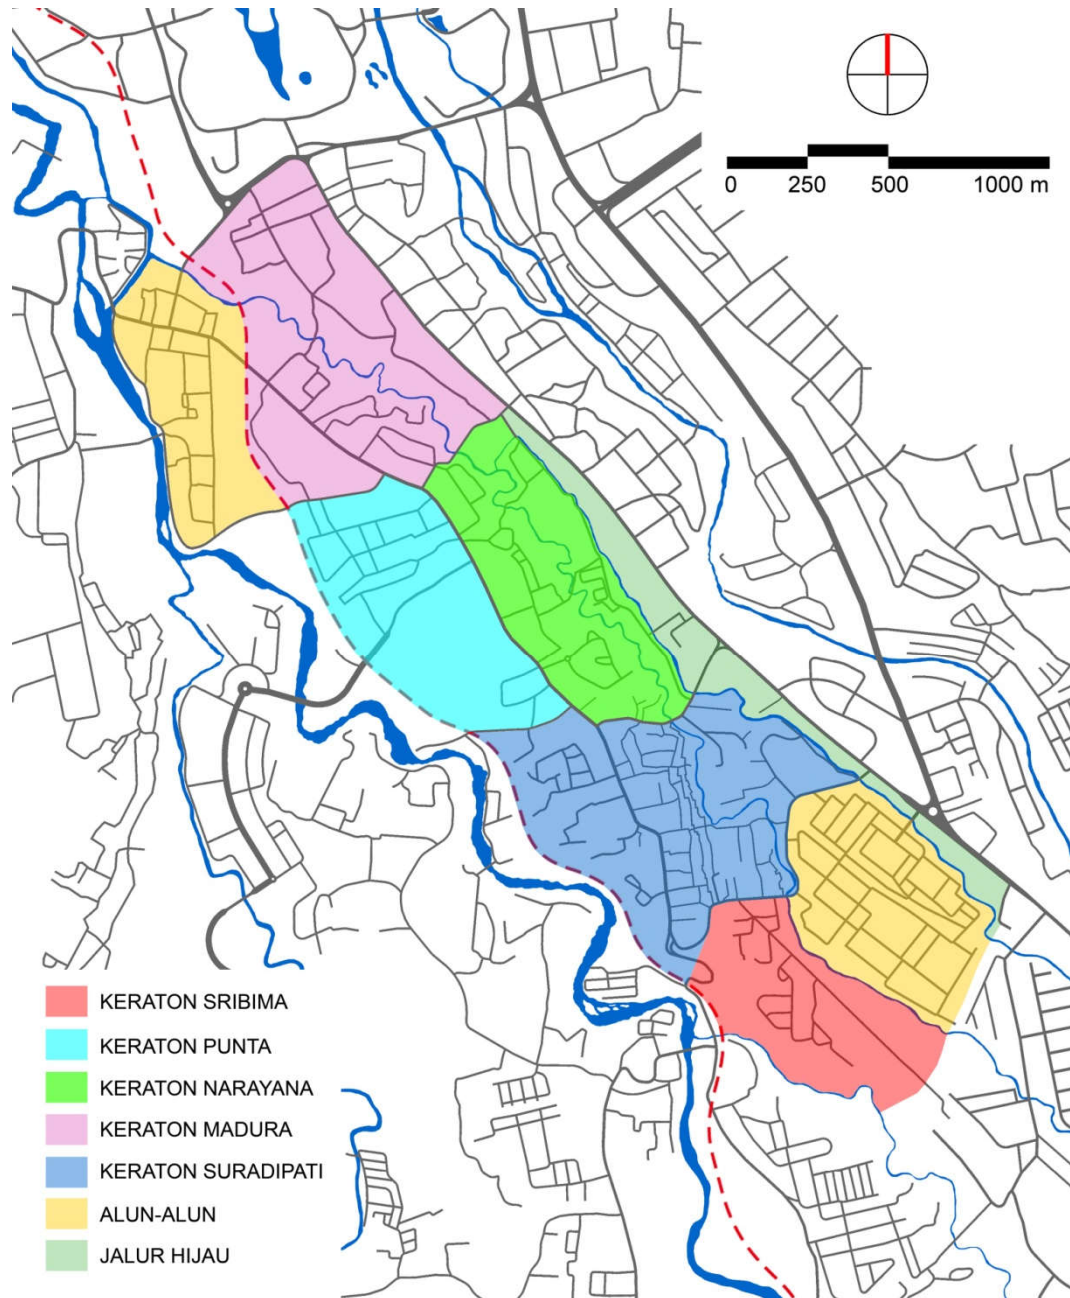 0 250 500 1000 m
KERATON SRIBIMA
KERATON PUNTA
KERATON NARAYANA
KERATON MADURA
KERATON SURADIPATI
ALUN-ALUN
JALUR HIJAU